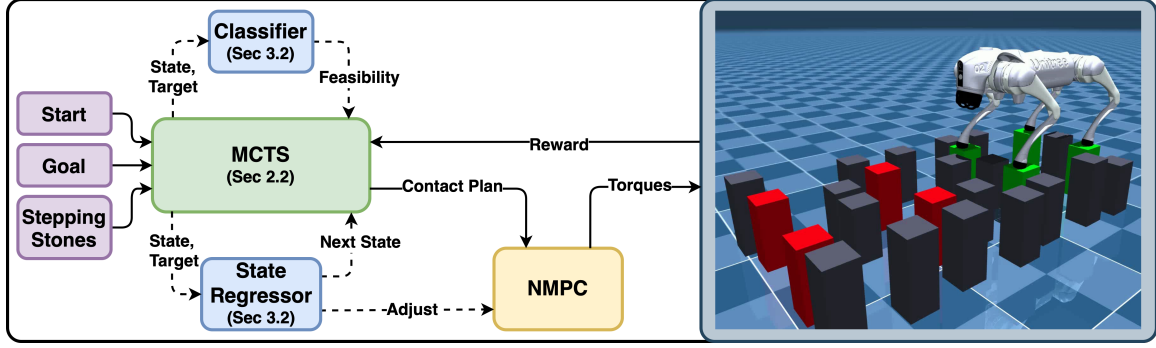 Classifier
(Sec 3.2)
State,
Target
Feasibility
Start
Goal
Stepping
Stones
MCTS
(Sec 2.2)
Reward
Contact Plan
Torques
State,
Target
Next State
State
Regressor
(Sec 3.2)
Adjust
NMPC
Unitree